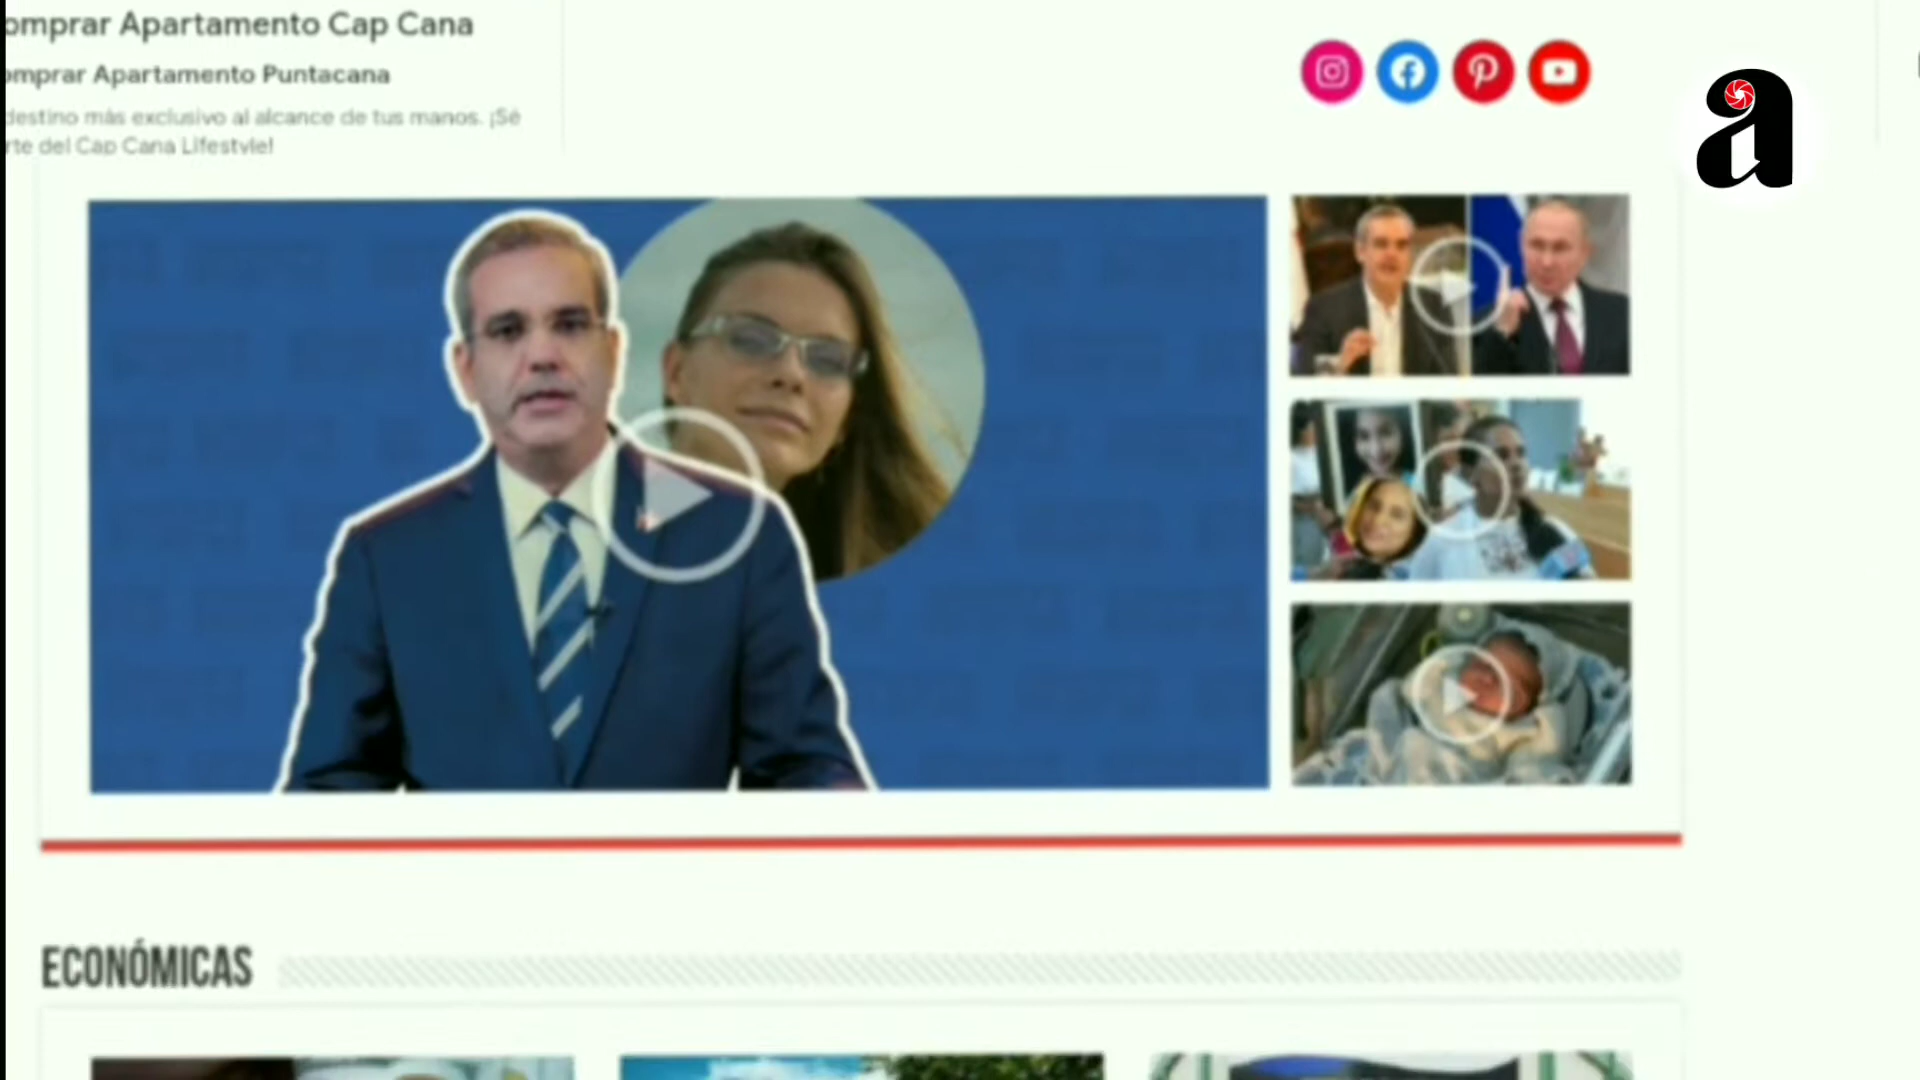 omprar Apartamento Cap Cana
omprar Apartamento Puntacana
destino más exclusivo al alcance de tus manos. ¡Sé
rte del Cap Cana Lifestyle!
a
ECONÓMICAS